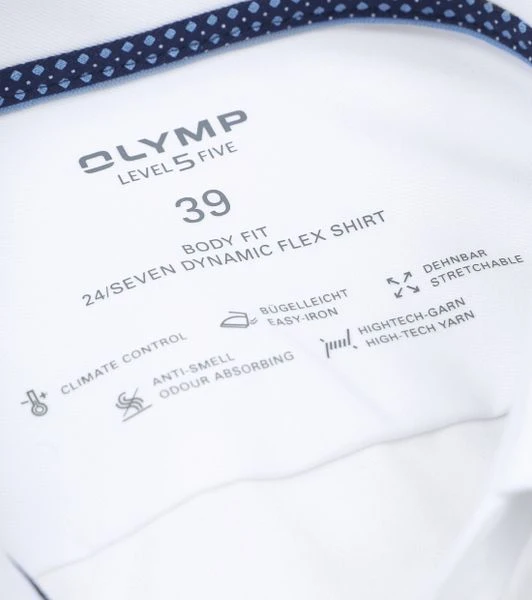 OLYMP
LEVEL 5 FIVE
39
BODY FIT
24/SEVEN DYNAMIC FLEX SHIRT
CLIMATE CONTROL
ANTI-SMELL
ODOUR ABSORBING
BÜGELLEICHT
EASY-IRON
HIGHTECH-GARN
HIGH-TECH YARN
DEHNBAR
STRETCHABLE